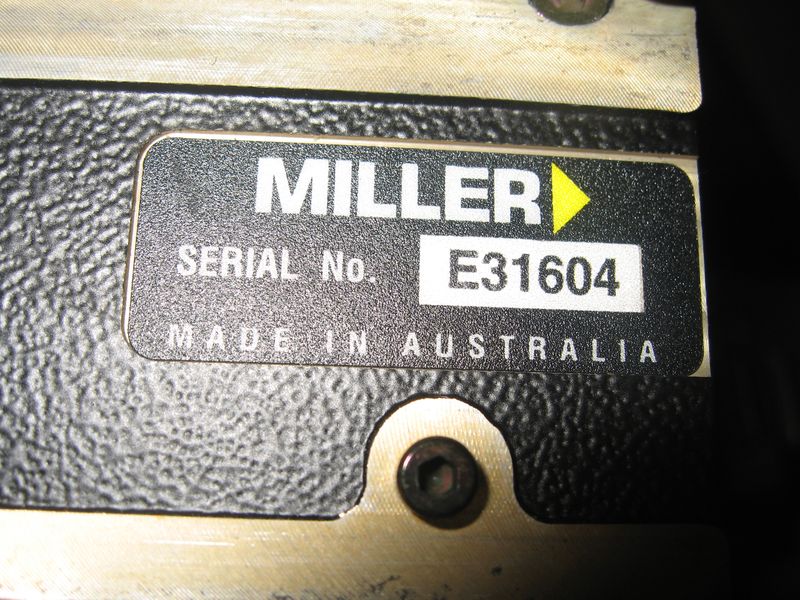 MILLER
SERIAL No. E31604
MADE IN AUSTRALIA